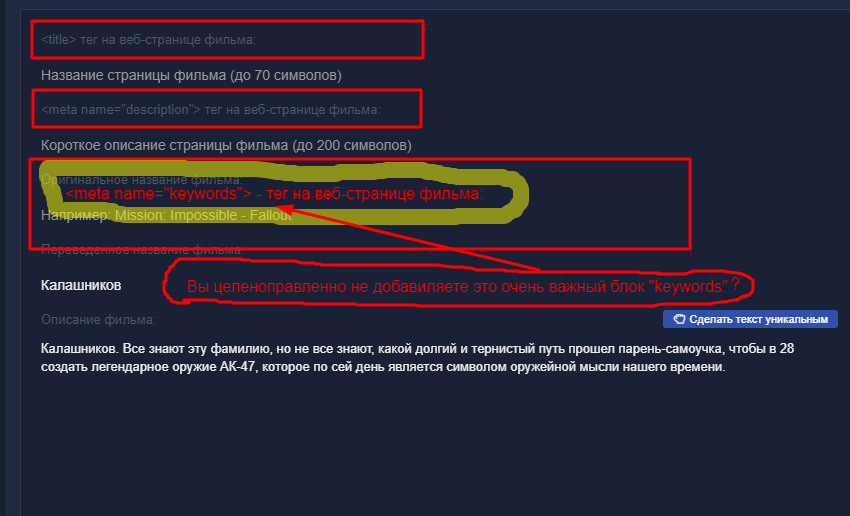 <title> тег на веб-странице фильма:
Название страницы фильма (до 70 символов)
<meta name="description"> тег на веб-странице фильма:
Короткое описание страницы фильма (до 200 символов)
Оригинальное название фильма:
<meta name="keywords"> - тег на веб-странице фильма:
Например: Mission: Impossible - Fallout
Переведенное название фильма:
Калашников
Вы целеноправленно не добавиляете это очень важный блок "keywords"?
Описание фильма:
Сделать текст уникальным
Калашников. Все знают эту фамилию, но не все знают, какой долгий и тернистый путь прошел парень-самоучка, чтобы в 28
создать легендарное оружие АК-47, которое по сей день является символом оружейной мысли нашего времени.